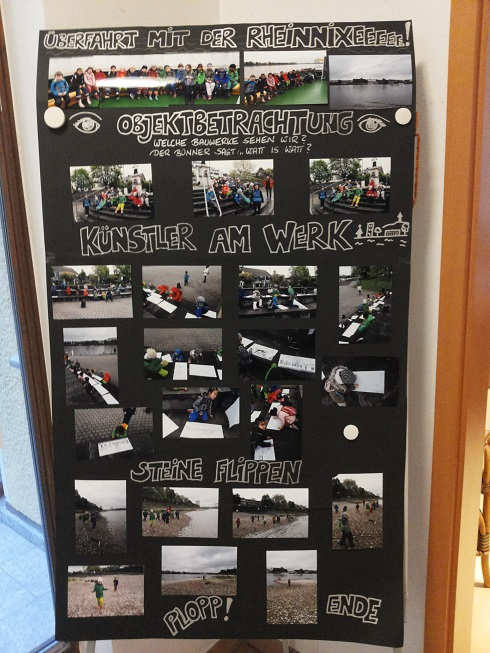 ÜBERFAHRT MIT DER RHEINNIXEEEEE!
OBJEKTBETRACHTUNG
WELCHE BAUWERKE SEHEN WIR?
DER BÖNNER SAGT: „WATT IS WATT?
KÜNSTLER AM WERK
STEINE FLIPPEN
PLOPP!
ENDE